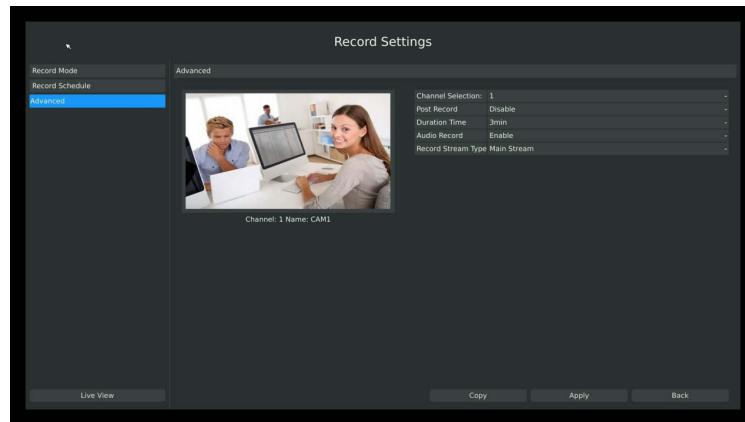 Record Settings
Record Mode
Record Schedule
Advanced
Advanced
Channel: 1 Name: CAM1
Channel Selection: 1
Post Record Disable
Duration Time 3min
Audio Record Enable
Record Stream Type Main Stream
Live View
Copy Apply Back